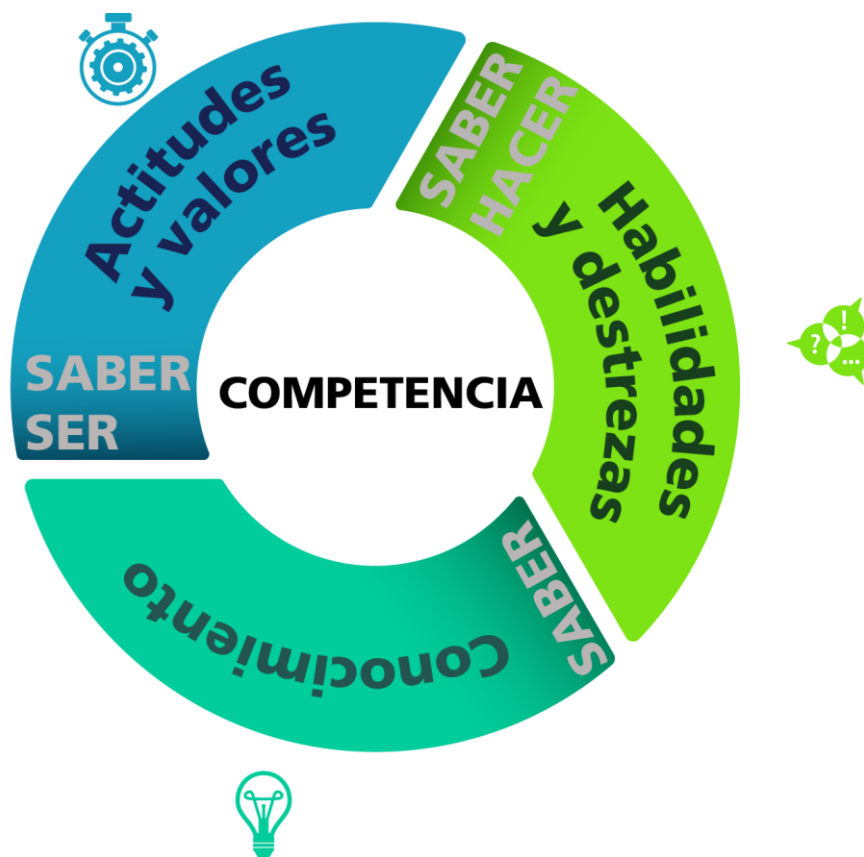 Actitudes
y valores
SABER
SER
SABER
HACER
Habilidades
y destrezas
COMPETENCIA
SABER
Conocimiento
?
!
...